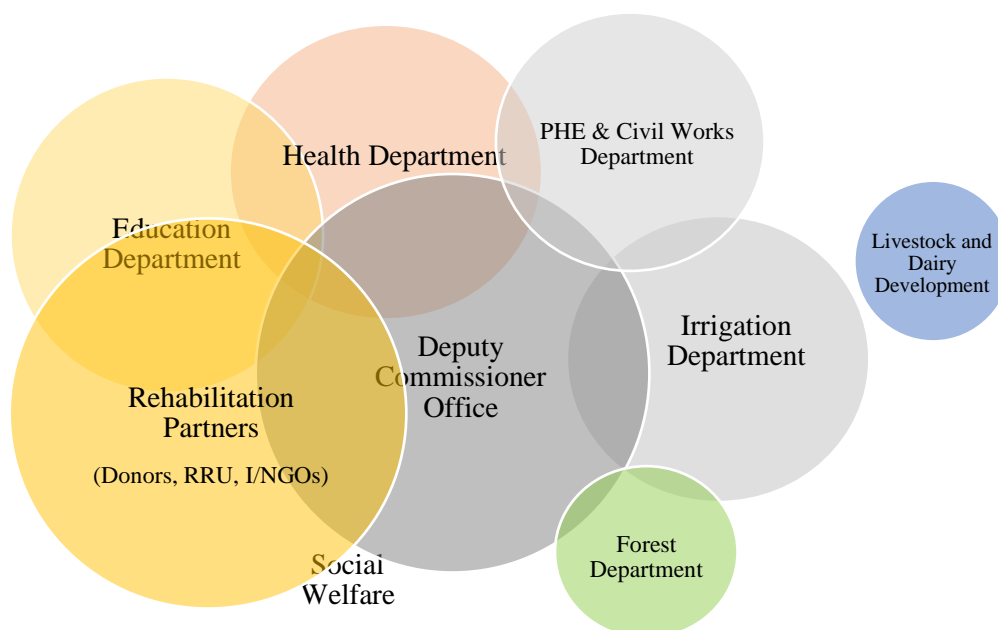 Health Department
PHE & Civil Works
Department
Education
Department
Livestock and
Dairy
Development
Irrigation
Department
Deputy
Commissioner
Office
Rehabilitation
Partners
(Donors, RRU, I/NGOs)
Forest
Department
Social
Welfare